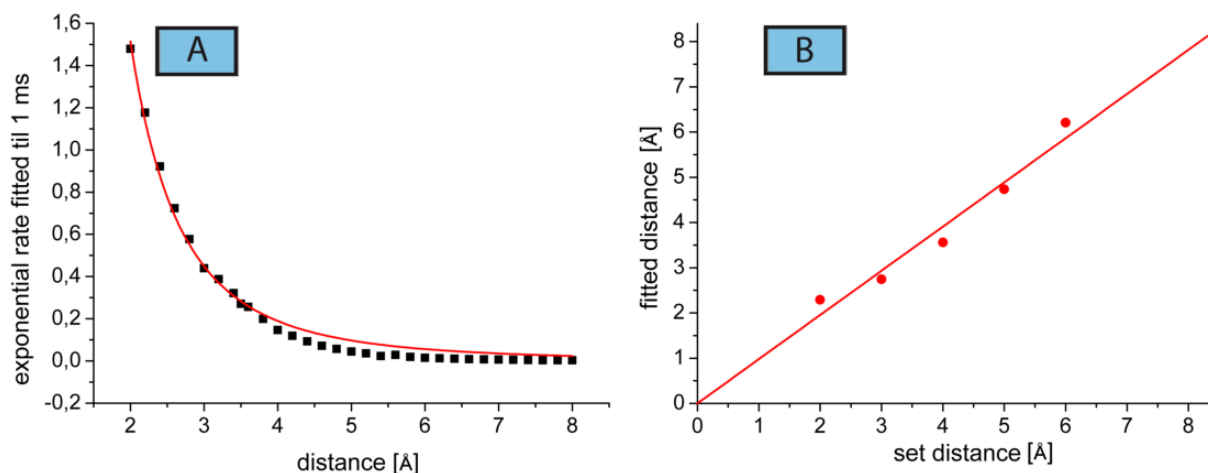 A
exponential rate fitted til 1 ms
1,6
1,4
1,2
1,0
0,8
0,6
0,4
0,2
0,0
-0,2
2 3 4 5 6 7 8
distance [Å]
B
fitted distance [Å]
8
7
6
5
4
3
2
1
0
0 1 2 3 4 5 6 7 8
set distance [Å]